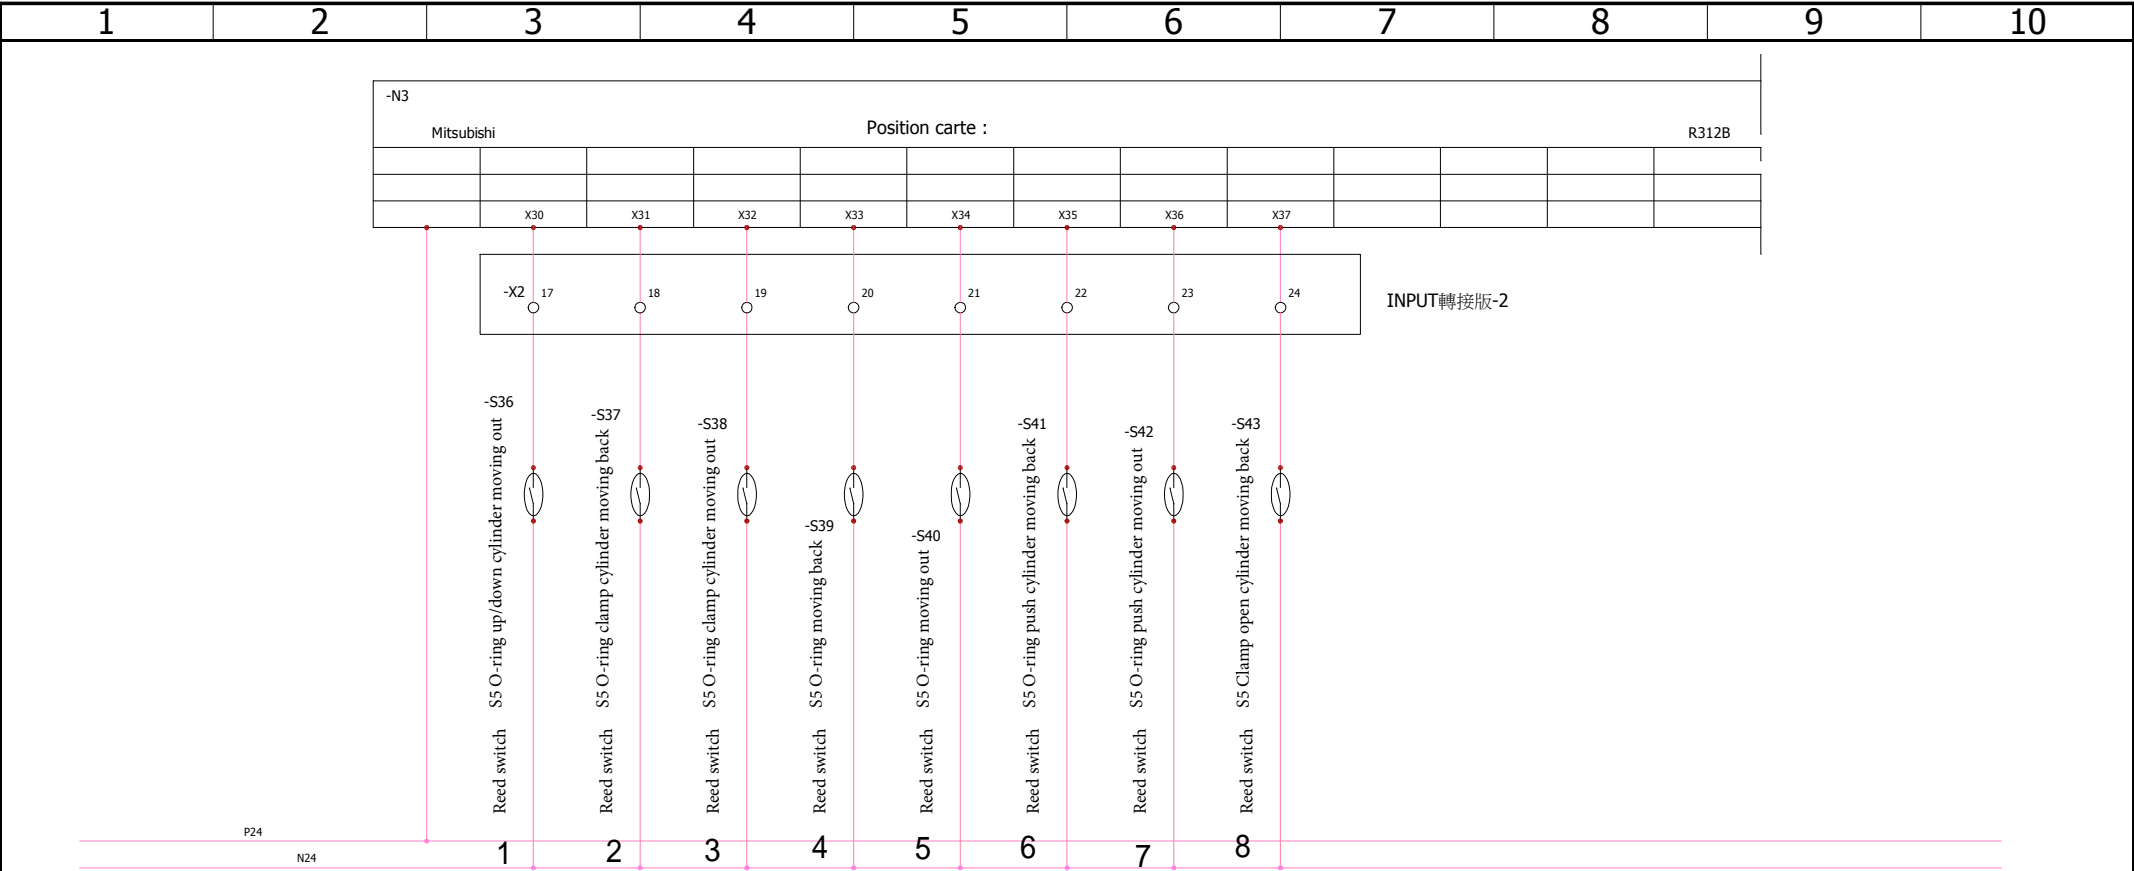 1 2 3 4 5 6 7 8 9 10
-N3
Mitsubishi Position carte : R312B
X30 X31 X32 X33 X34 X35 X36 X37
-X2 17 18 19 20 21 22 23 24
INPUT轉接版-2
-S36
Reed switch S5 O-ring up/down cylinder moving out
-S37
Reed switch S5 O-ring clamp cylinder moving back
-S38
Reed switch S5 O-ring clamp cylinder moving out
-S39
Reed switch S5 O-ring moving back
-S40
Reed switch S5 O-ring moving out
-S41
Reed switch S5 O-ring push cylinder moving back
-S42
Reed switch S5 O-ring push cylinder moving out
-S43
Reed switch S5 Clamp open cylinder moving back
P24
N24
1 2 3 4 5 6 7 8